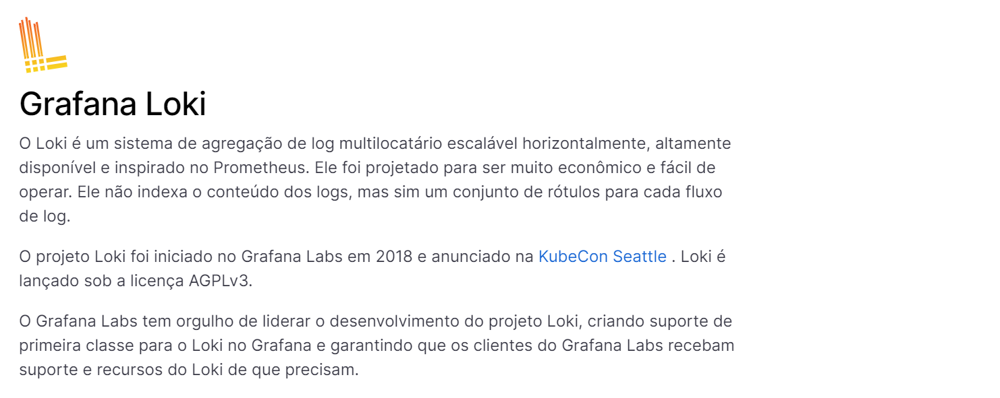 Grafana Loki
O Loki é um sistema de agregação de log multilocatário escalável horizontalmente, altamente
disponível e inspirado no Prometheus. Ele foi projetado para ser muito econômico e fácil de
operar. Ele não indexa o conteúdo dos logs, mas sim um conjunto de rótulos para cada fluxo
de log.
O projeto Loki foi iniciado no Grafana Labs em 2018 e anunciado na KubeCon Seattle . Loki é
lançado sob a licença AGPLv3.
O Grafana Labs tem orgulho de liderar o desenvolvimento do projeto Loki, criando suporte de
primeira classe para o Loki no Grafana e garantindo que os clientes do Grafana Labs recebam
suporte e recursos do Loki de que precisam.